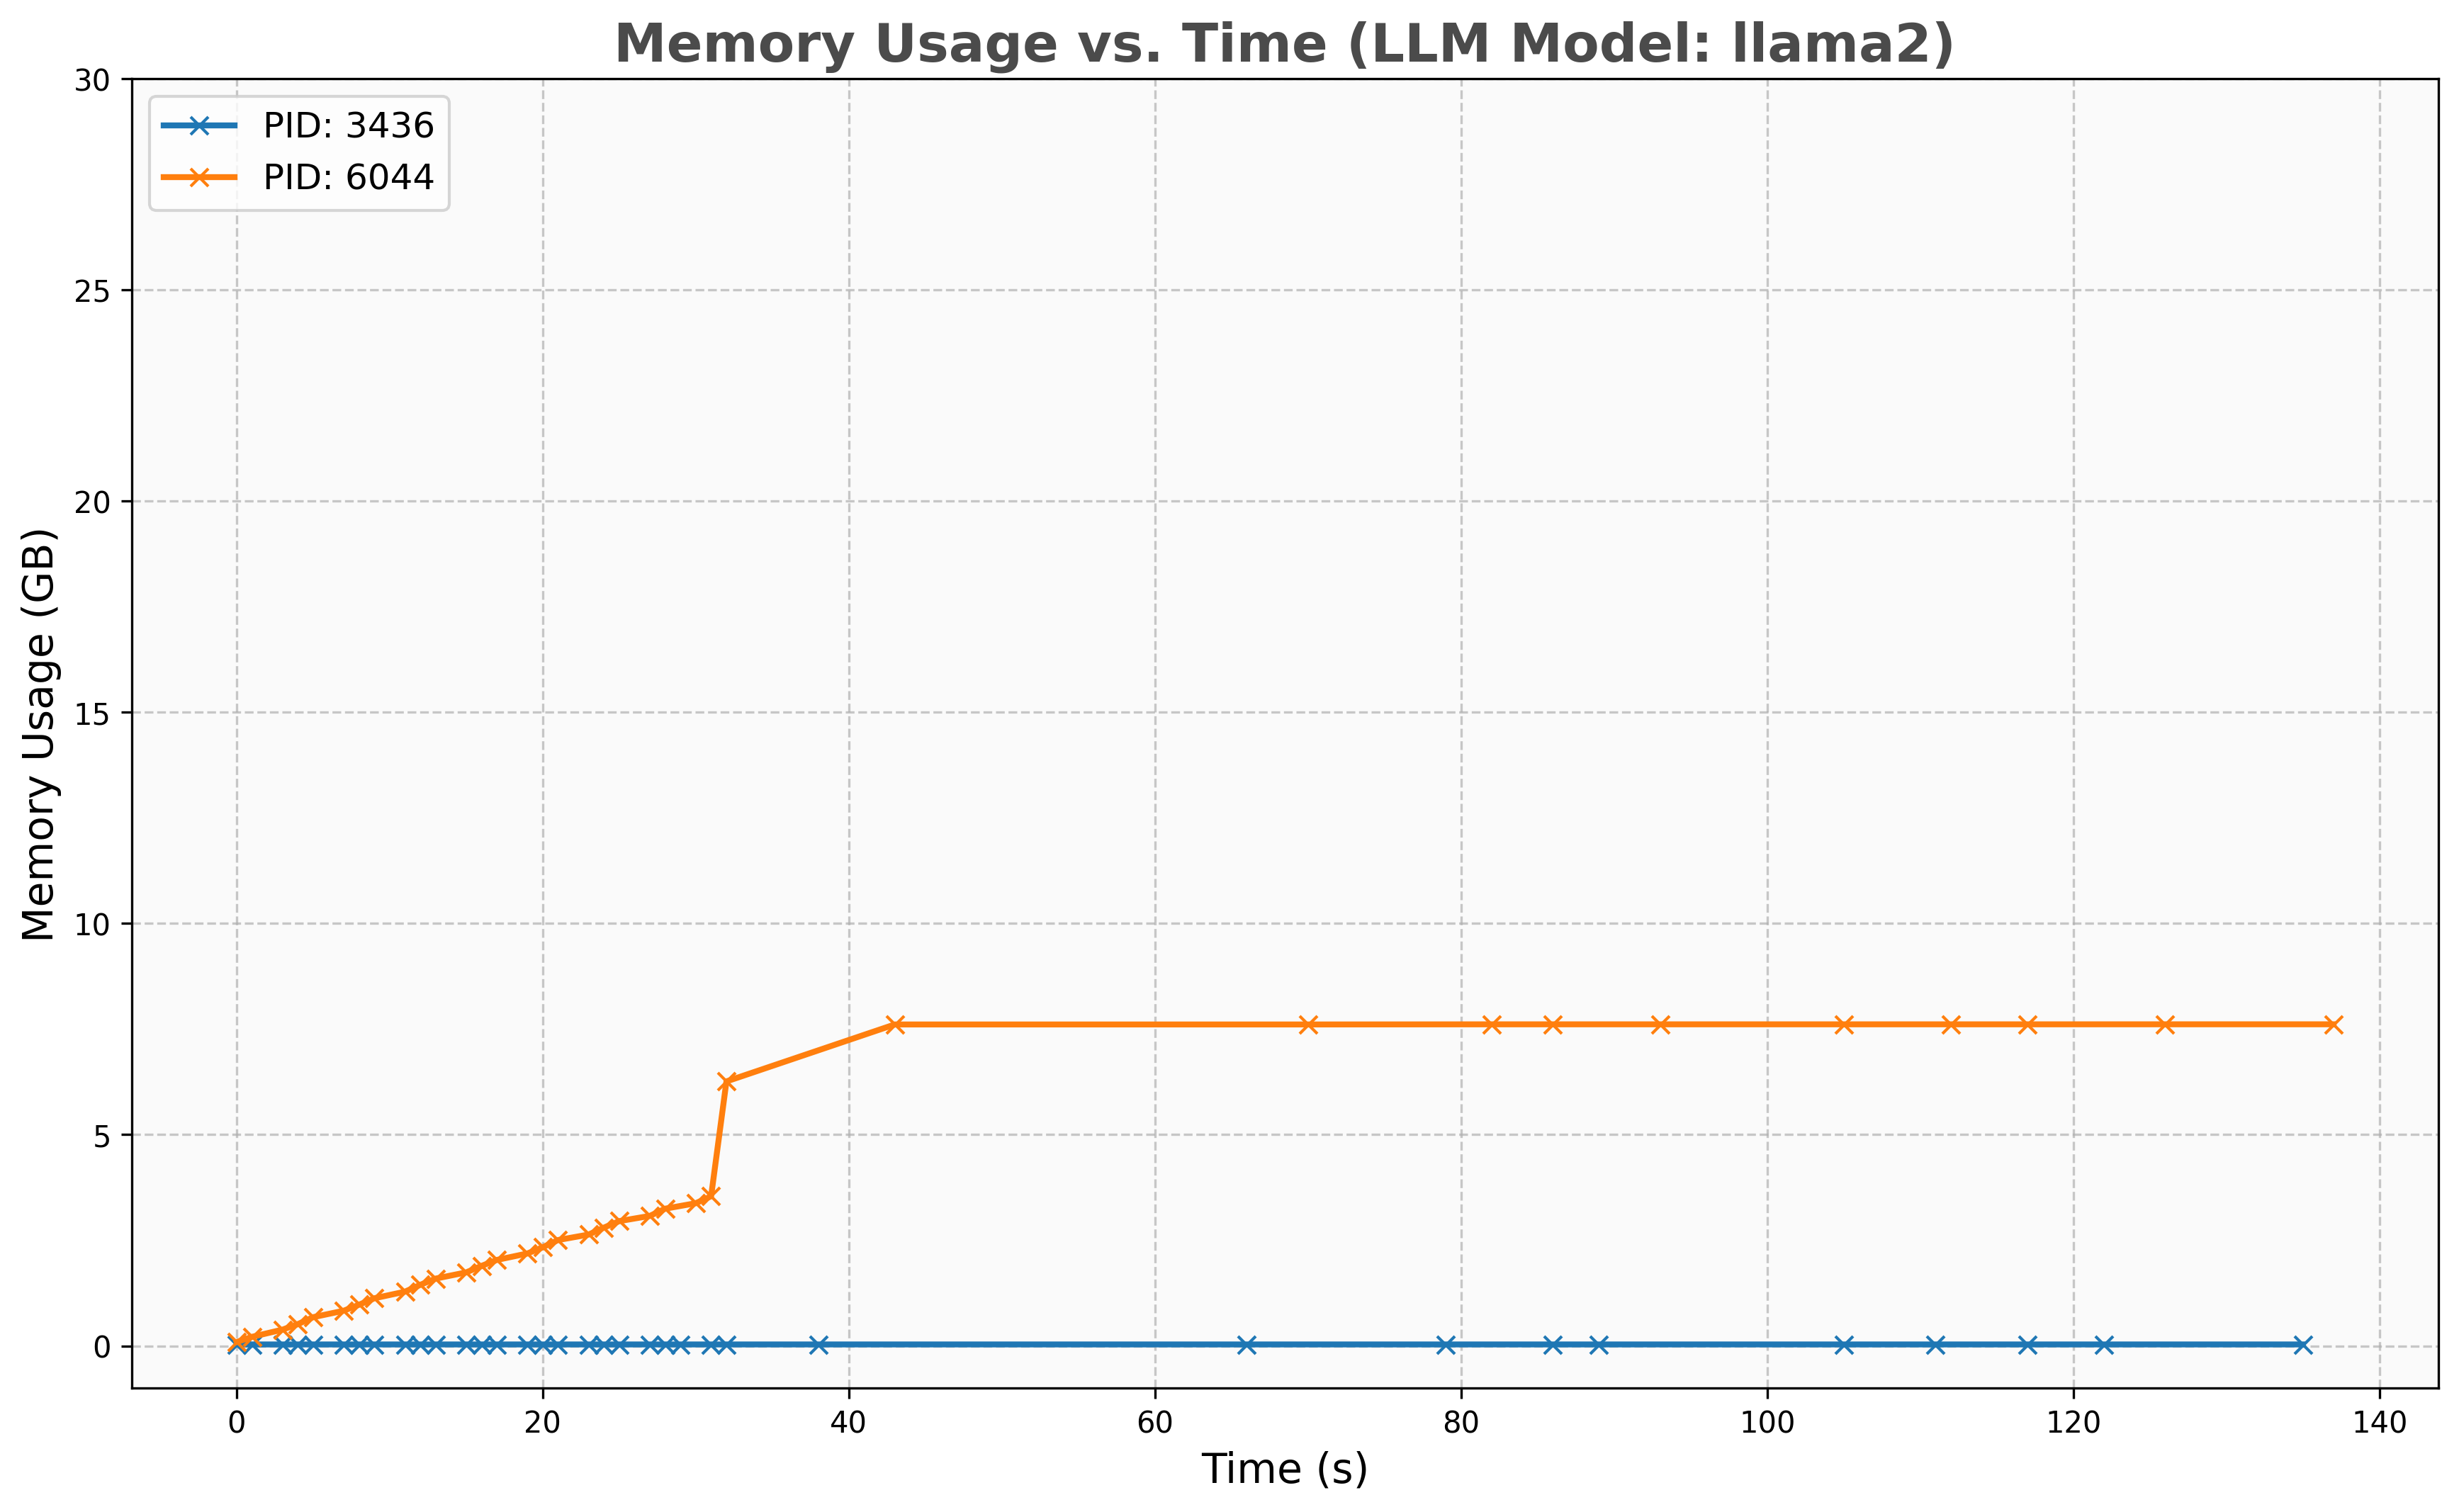 Memory Usage vs. Time (LLM Model: llama2)
PID: 3436
PID: 6044
Memory Usage (GB)
30
25
20
15
10
5
0
0 20 40 60 80 100 120 140
Time (s)